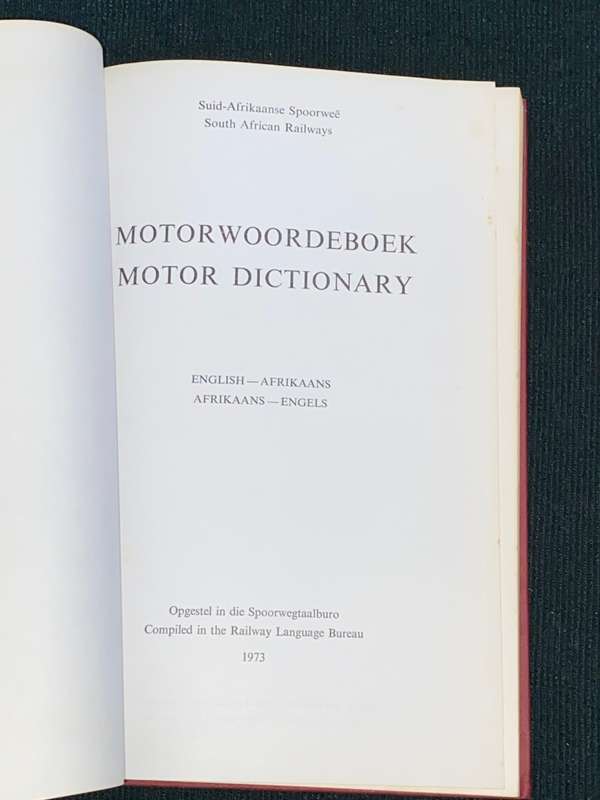 Suid-Afrikaanse Spoorweë
South African Railways
MOTORWOORDEBOEK
MOTOR DICTIONARY
ENGLISH — AFRIKAANS
AFRIKAANS — ENGELS
Opgestel in die Spoorwegtaalburo
Compiled in the Railway Language Bureau
1973